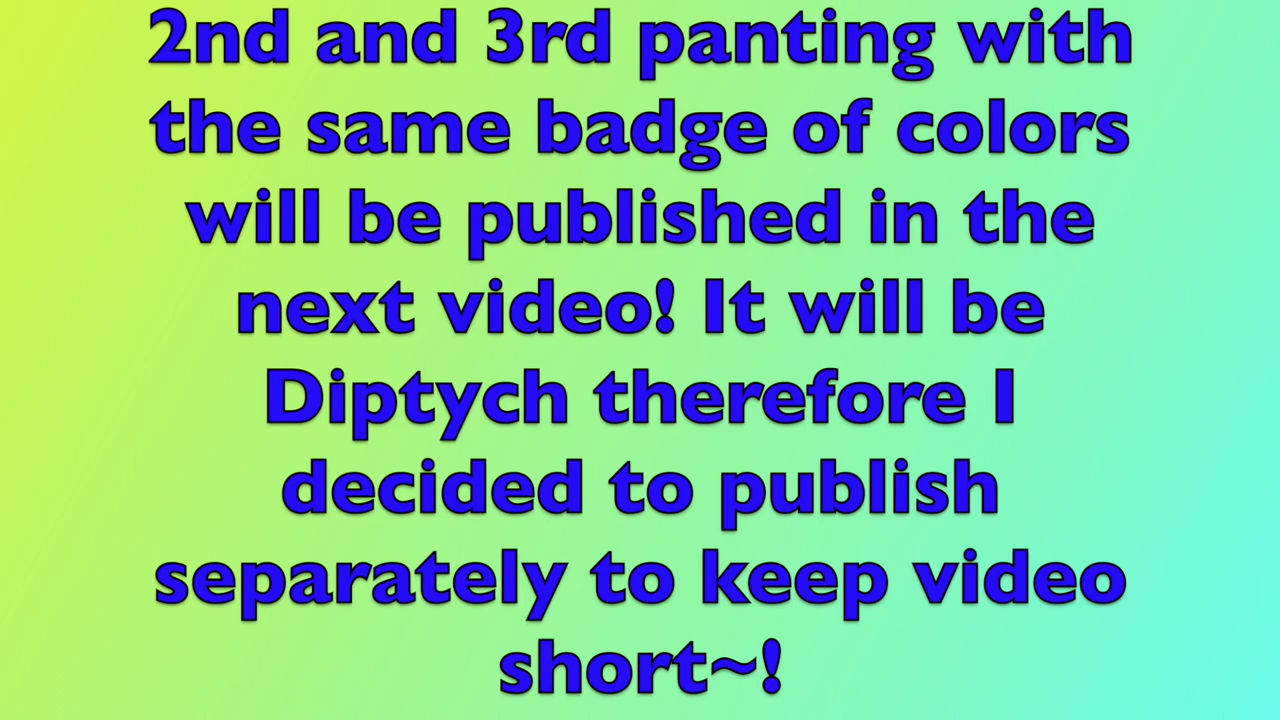 2nd and 3rd panting with
the same badge of colors
will be published in the
next video! It will be
Diptych therefore I
decided to publish
separately to keep video
short~!